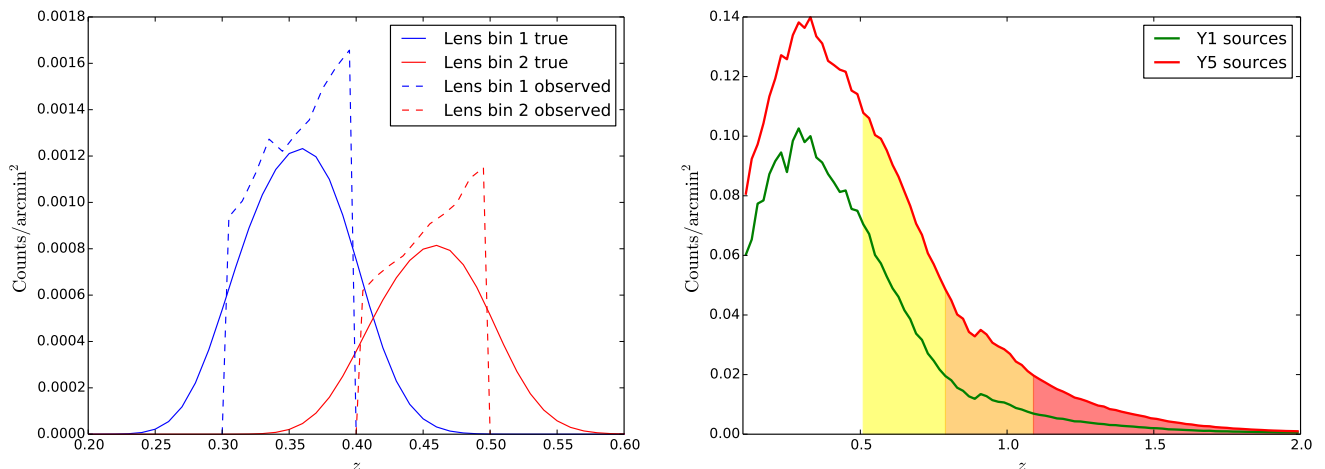 0.0018
0.0016
0.0014
0.0012
0.0010
0.0008
0.0006
0.0004
0.0002
0.0000
Counts/arcmin²
0.20 0.25 0.30 0.35 0.40 0.45 0.50 0.55 0.60
z
Lens bin 1 true
Lens bin 2 true
Lens bin 1 observed
Lens bin 2 observed
0.14
0.12
0.10
0.08
0.06
0.04
0.02
0.00
Counts/arcmin²
0.5 1.0 1.5 2.0
z
Y1 sources
Y5 sources